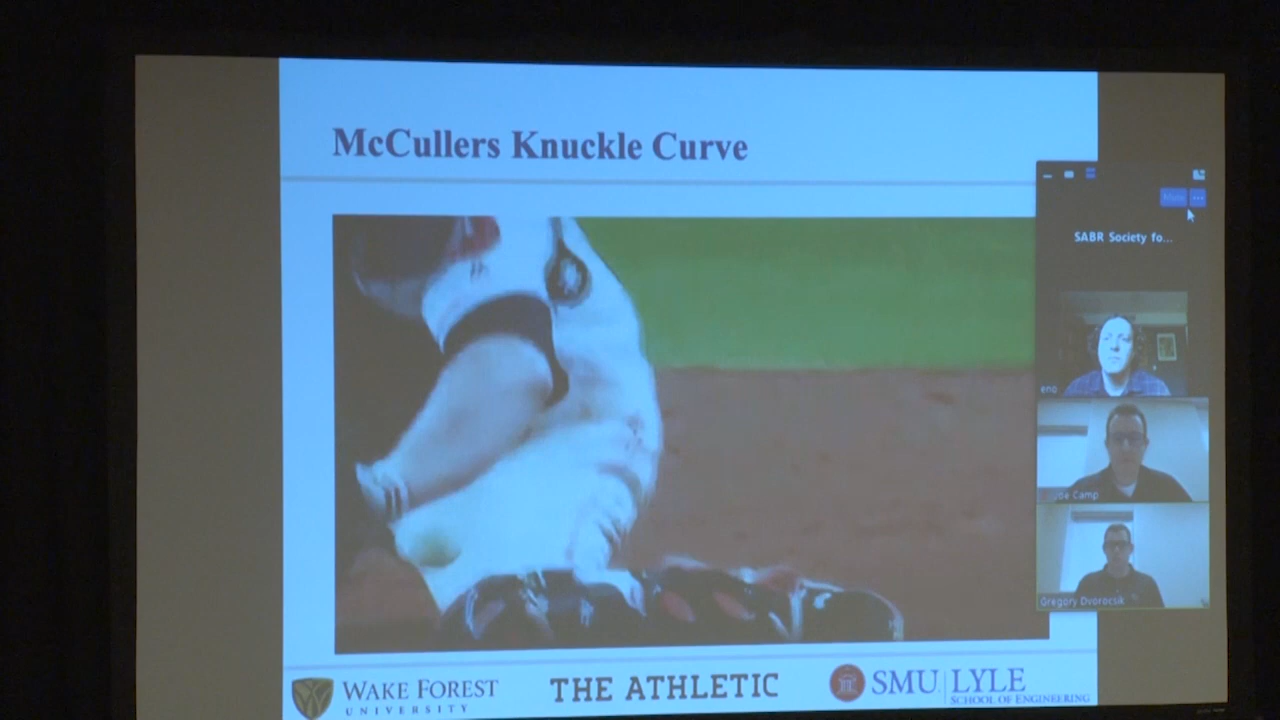 McCullers Knuckle Curve
SABR Society fo...
eno
Joe Camp
Gregory Dvorocsik
WAKE FOREST
UNIVERSITY
THE ATHLETIC
SMU LYLE
SCHOOL OF ENGINEERING